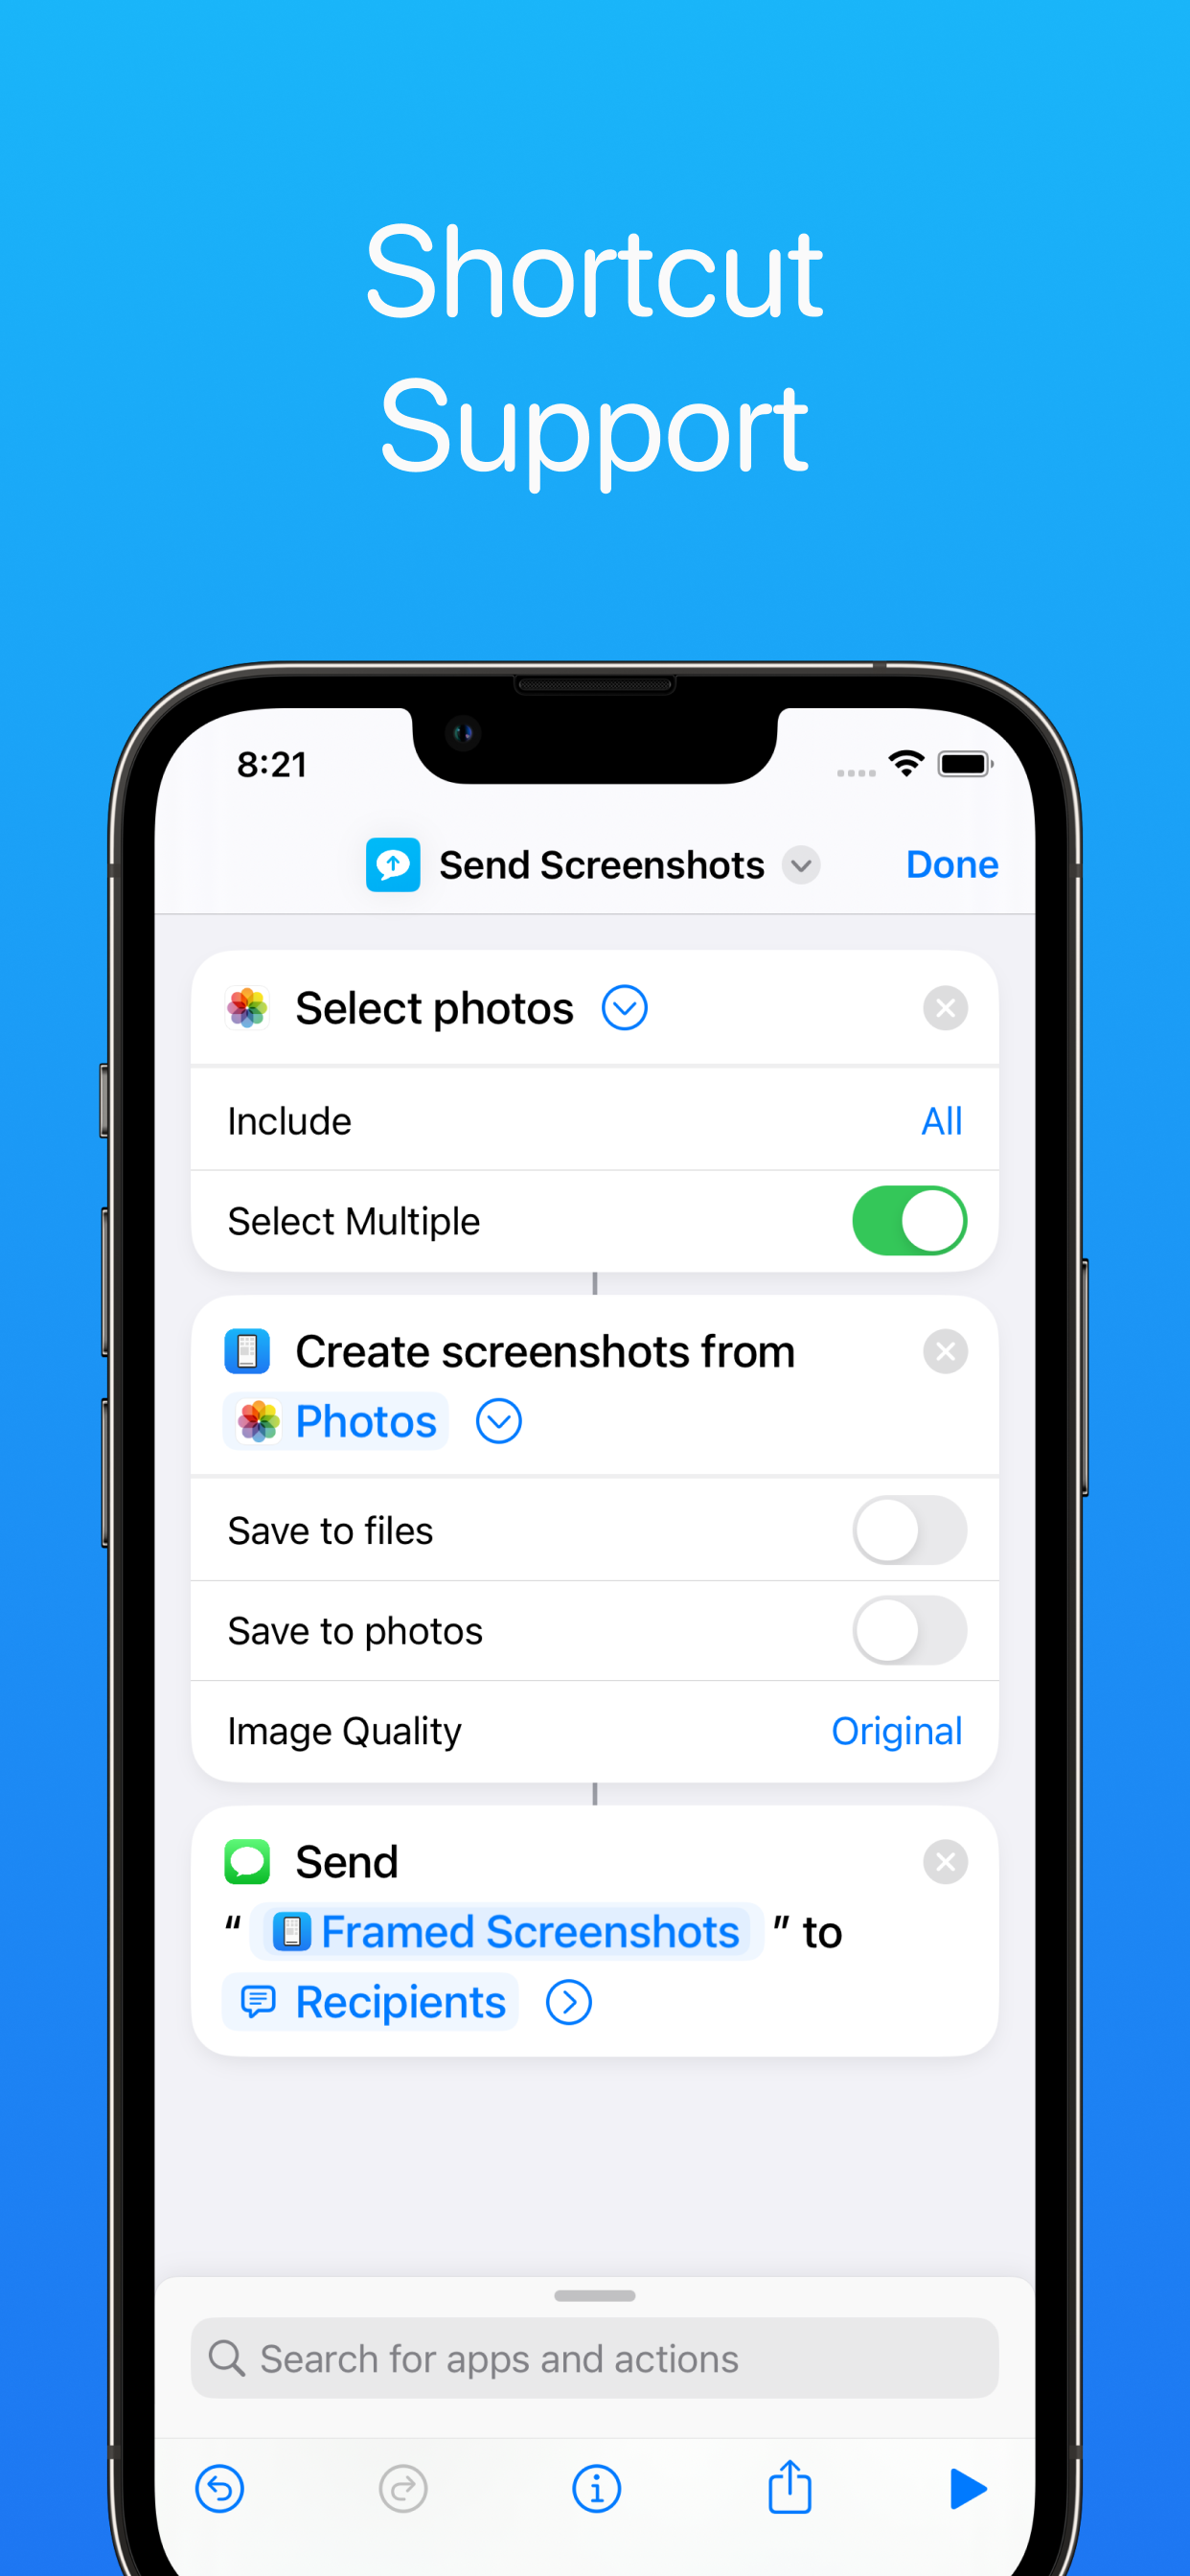 Shortcut
Support
8:21
Send Screenshots
Done
Select photos
Include
All
Select Multiple
Create screenshots from
Photos
Save to files
Save to photos
Image Quality
Original
Send
“ Framed Screenshots ” to
Recipients
Search for apps and actions